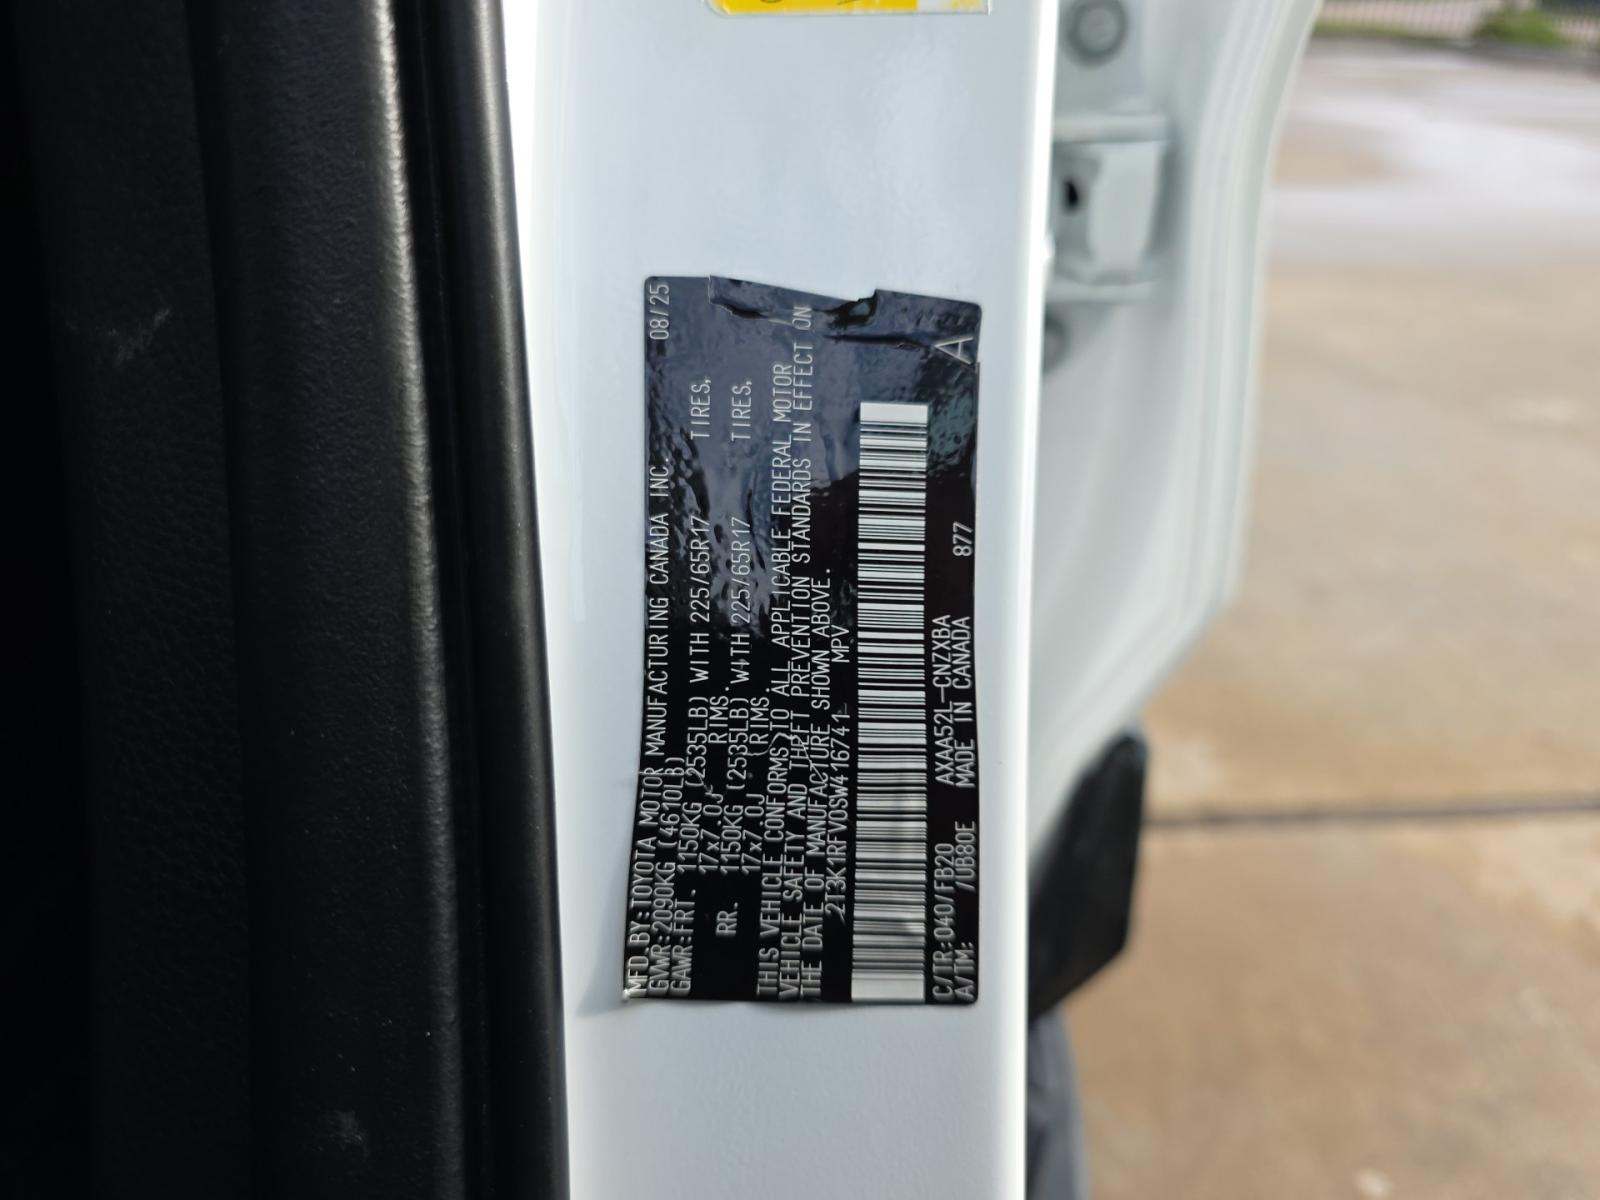 MFD.BY:TOYOTA MOTOR MANUFACTURING CANADA INC. 08/25
GVWR:2090KG (4610LB)
GAWR:FRT. 1150KG (2535LB) WITH 225/65R17 TIRES,
17x7.0J RIMS.
RR. 1150KG (2535LB) WITH 225/65R17 TIRES,
17x7.0J RIMS.
THIS VEHICLE CONFORMS TO ALL APPLICABLE FEDERAL MOTOR
VEHICLE SAFETY AND THEFT PREVENTION STANDARDS IN EFFECT ON
THE DATE OF MANUFACTURE SHOWN ABOVE.
2T3K1RFV0SW416741 MPV A
C/TR:040/FB20 AXAA52L-CNZXBA
A/TM: /0B80E MADE IN CANADA 877